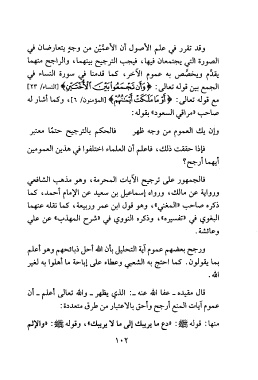 وقد تقرر في علم الأصول أن الأعمَّيْن من وجهٍ يتعارضان في
الصورة التي يجتمعان فيها، فيجب الترجيح بينهما، والراجح منهما
يقدَّم ويخصَّص به عموم الآخر، كما قدمنا في سورة النساء في
الجمع بين قوله تعالى: ﴿وَأَن تَجْمَعُوا بَيْنَ الْأُخْتَيْنِ﴾ [النساء/ ٢٣]
مع قوله تعالى: ﴿أَوْ مَا مَلَكَتْ أَيْمَانُهُمْ﴾ [المؤمنون/ ٦]، وكما أشار له
صاحب «مراقي السعود» بقوله:
وإن يك العموم من وجه ظهر فالحكم بالترجيح حتمًا معتبر
فإذا حققت ذلك، فاعلم أن العلماء اختلفوا في هذين العمومين
أيهما أرجح؟
فالجمهور على ترجيح الآيات المحرمة، وهو مذهب الشافعي
ورواية عن مالك، ورواه إسماعيل بن سعيد عن الإمام أحمد، كما
ذكره صاحب «المغني»، وهو قول ابن عمر وربيعة، كما نقله عنهما
البغوي في «تفسيره»، وذكره النووي في «شرح المهذب» عن علي
وعائشة.
ورجح بعضهم عموم آية التحليل بأن الله أحل ذبائحهم وهو أعلم
بما يقولون. كما احتج به الشعبي وعطاء على إباحة ما أهلوا به لغير
الله.
قال مقيده ـ عفا الله عنه ـ: الذي يظهر ـ والله تعالى أعلم ـ أن
عموم آيات المنع أرجح وأحق بالاعتبار من طرق متعددة:
منها: قوله ﷺ: «دع ما يريبك إلى ما لا يريبك»، وقوله ﷺ: «والإثم
١٠٢